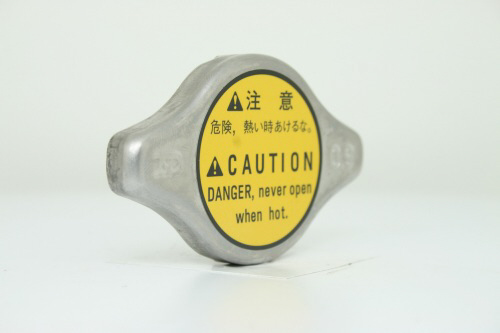 ⚠注 意
危険，熱い時あけるな。
⚠CAUTION
DANGER, never open
when hot.